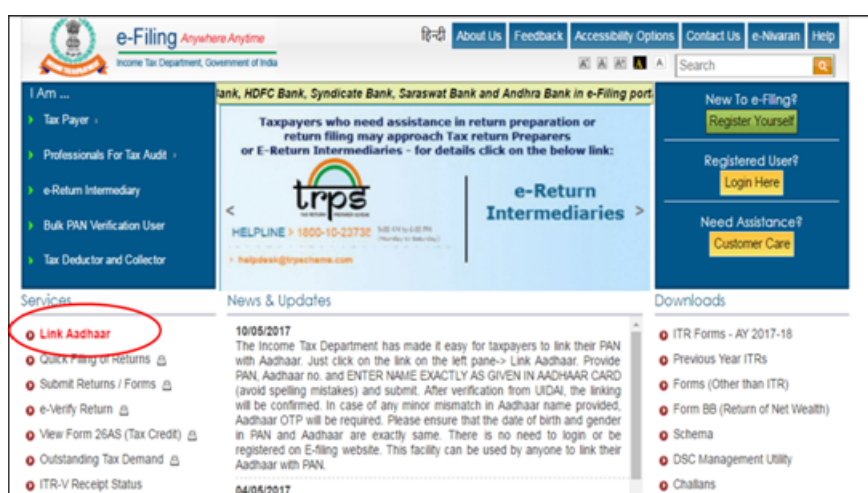 e-Filing Anywhere Anytime
Income Tax Department, Government of India
हिन्दी About Us Feedback Accessibility Options Contact Us e-Nivaran Help
A A A A A Search
I Am ...
Tax Payer
Professionals For Tax Audit
e-Return Intermediary
Bulk PAN Verification User
Tax Deductor and Collector
Bank, HDFC Bank, Syndicate Bank, Saraswat Bank and Andhra Bank in e-Filing port
Taxpayers who need assistance in return preparation or
return filing may approach Tax return Preparers
or E-Return Intermediaries - for details click on the below link:
trps
HELPLINE 1800-10-23738
helpdesk@trpscheme.com
e-Return
Intermediaries
New To e-Filing?
Register Yourself
Registered User?
Login Here
Need Assistance?
Customer Care
Services
Link Aadhaar
Quick Filing of Returns
Submit Returns / Forms
e-Verify Return
View Form 26AS (Tax Credit)
Outstanding Tax Demand
ITR-V Receipt Status
News & Updates
10/05/2017
The Income Tax Department has made it easy for taxpayers to link their PAN
with Aadhaar. Just click on the link on the left pane-> Link Aadhaar. Provide
PAN, Aadhaar no. and ENTER NAME EXACTLY AS GIVEN IN AADHAAR CARD
(avoid spelling mistakes) and submit. After verification from UIDAI, the linking
will be confirmed. In case of any minor mismatch in Aadhaar name provided,
Aadhaar OTP will be required. Please ensure that the date of birth and gender
in PAN and Aadhaar are exactly same. There is no need to login or be
registered on E-filing website. This facility can be used by anyone to link their
Aadhaar with PAN.
04/05/2017
Downloads
ITR Forms - AY 2017-18
Previous Year ITRs
Forms (Other than ITR)
Form BB (Return of Net Wealth)
Schema
DSC Management Utility
Challans